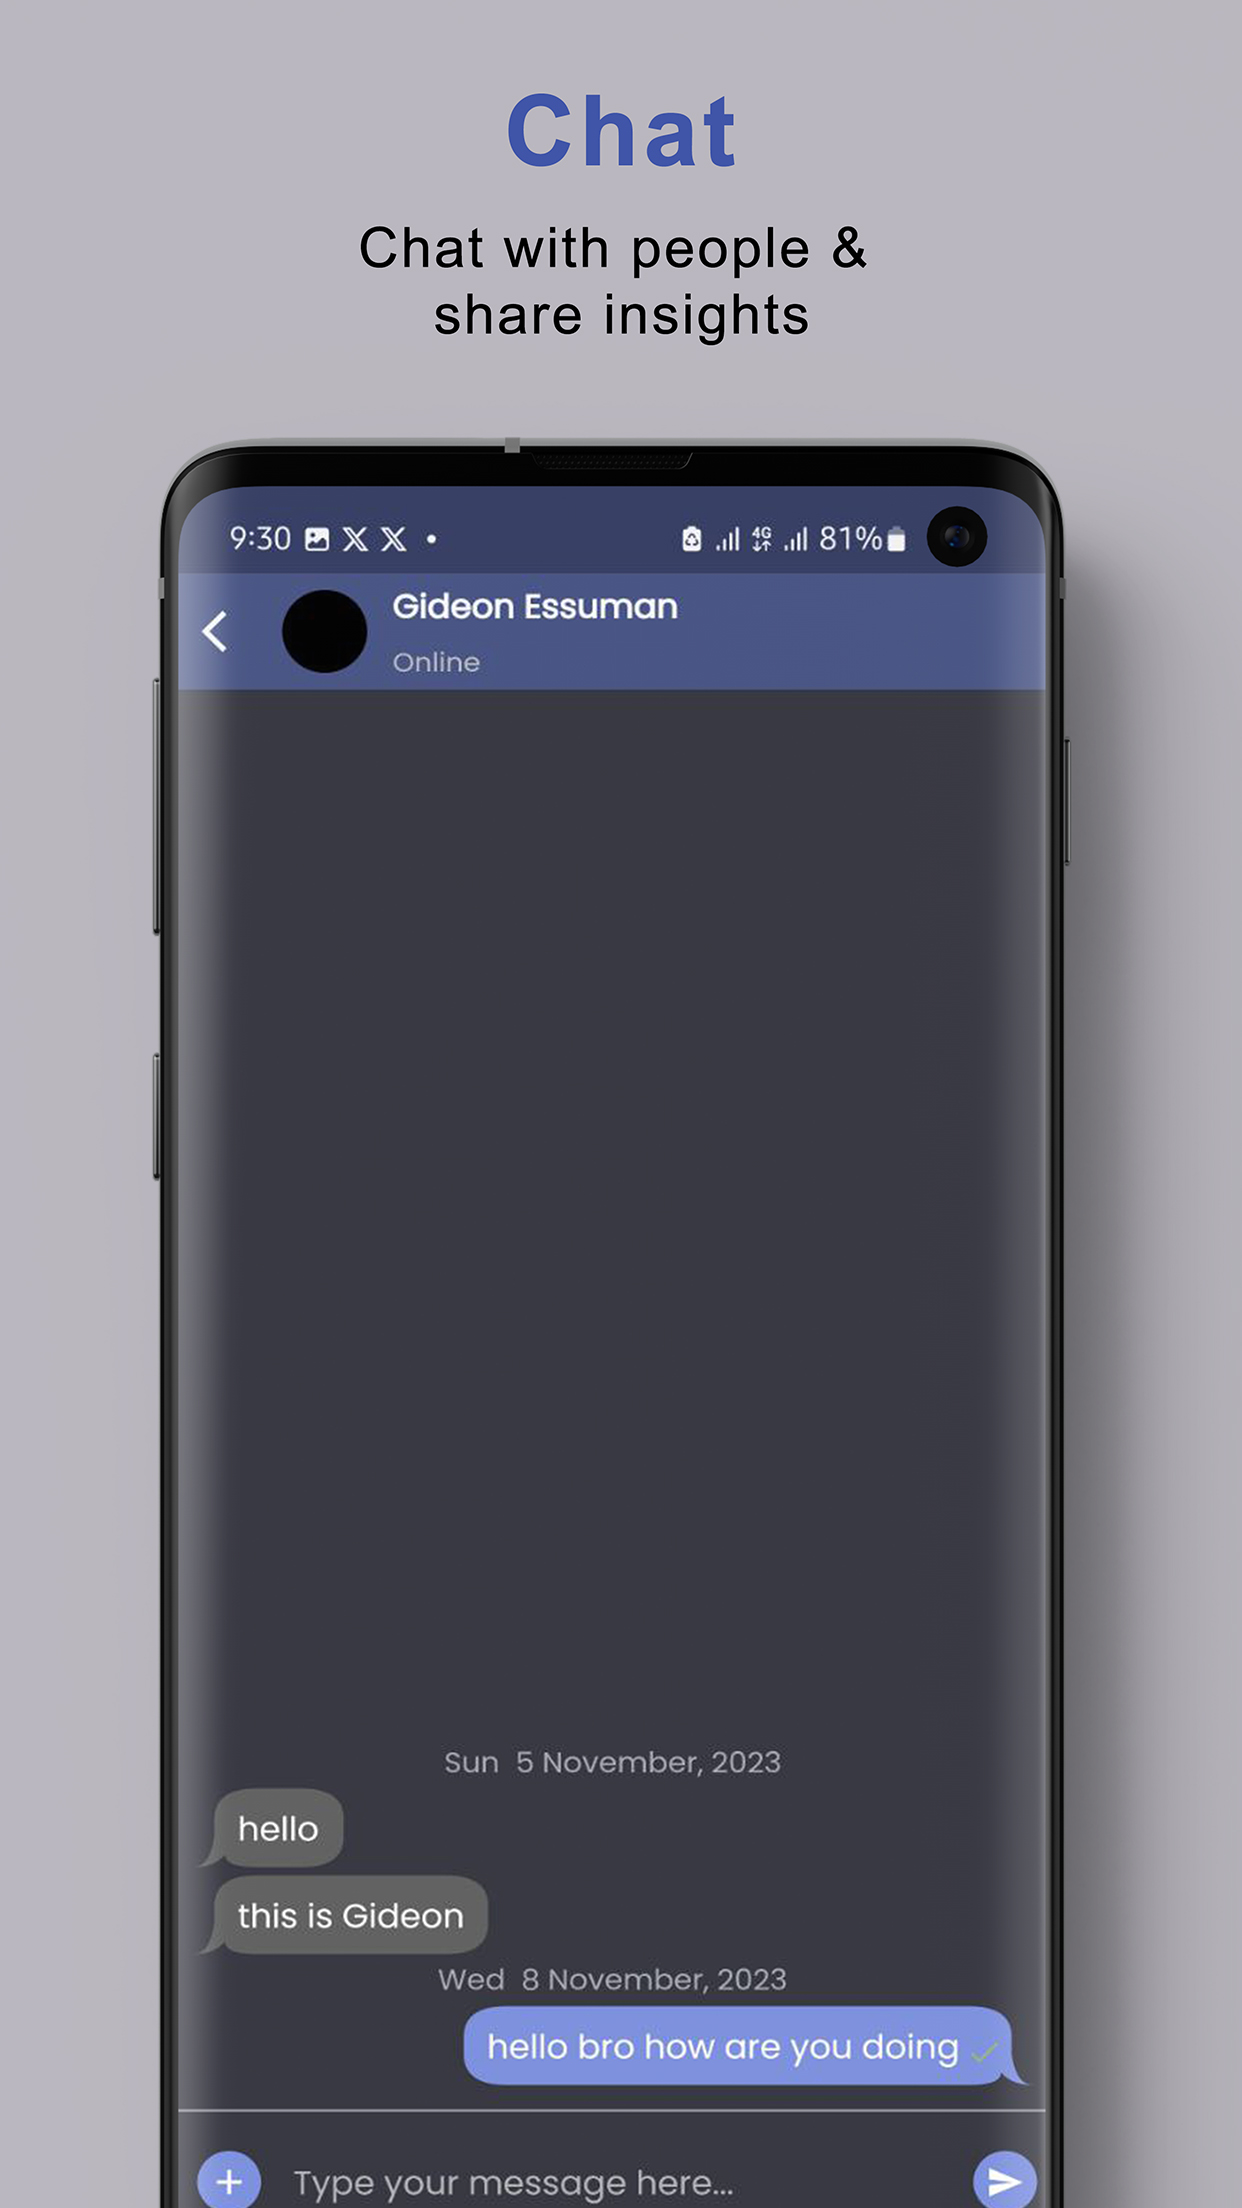 Chat
Chat with people &
share insights
9:30 4G 81%
Gideon Essuman
Online
Sun 5 November, 2023
hello
this is Gideon
Wed 8 November, 2023
hello bro how are you doing
Type your message here...